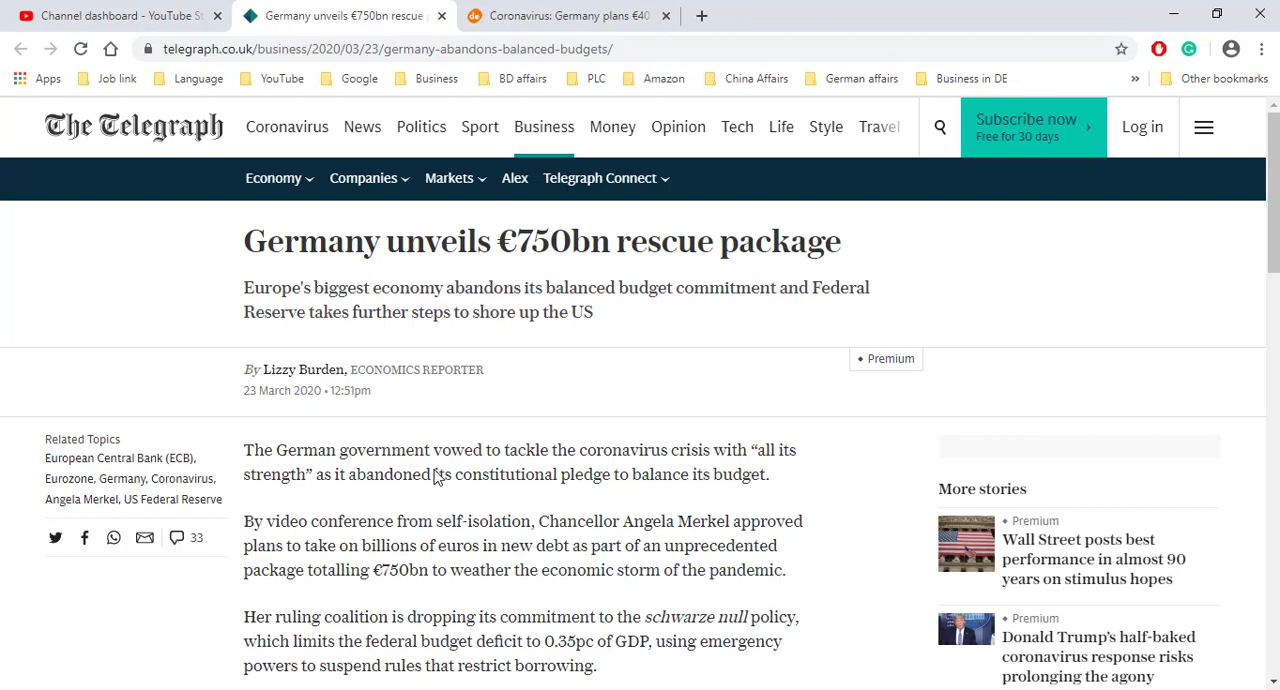 Channel dashboard - YouTube St
Germany unveils €750bn rescue
Coronavirus: Germany plans €40
telegraph.co.uk/business/2020/03/23/germany-abandons-balanced-budgets/
Apps Job link Language YouTube Google Business BD affairs PLC Amazon China Affairs German affairs Business in DE » Other bookmarks
The Telegraph
Coronavirus News Politics Sport Business Money Opinion Tech Life Style Travel
Subscribe now
Free for 30 days
Log in
Economy Companies Markets Alex Telegraph Connect
Germany unveils €750bn rescue package
Europe's biggest economy abandons its balanced budget commitment and Federal
Reserve takes further steps to shore up the US
By Lizzy Burden, ECONOMICS REPORTER
23 March 2020 • 12:51pm
Premium
Related Topics
European Central Bank (ECB),
Eurozone, Germany, Coronavirus,
Angela Merkel, US Federal Reserve
33
The German government vowed to tackle the coronavirus crisis with “all its
strength” as it abandoned its constitutional pledge to balance its budget.
By video conference from self-isolation, Chancellor Angela Merkel approved
plans to take on billions of euros in new debt as part of an unprecedented
package totalling €750bn to weather the economic storm of the pandemic.
Her ruling coalition is dropping its commitment to the schwarze null policy,
which limits the federal budget deficit to 0.35pc of GDP, using emergency
powers to suspend rules that restrict borrowing.
More stories
Premium
Wall Street posts best
performance in almost 90
years on stimulus hopes
Premium
Donald Trump's half-baked
coronavirus response risks
prolonging the agony